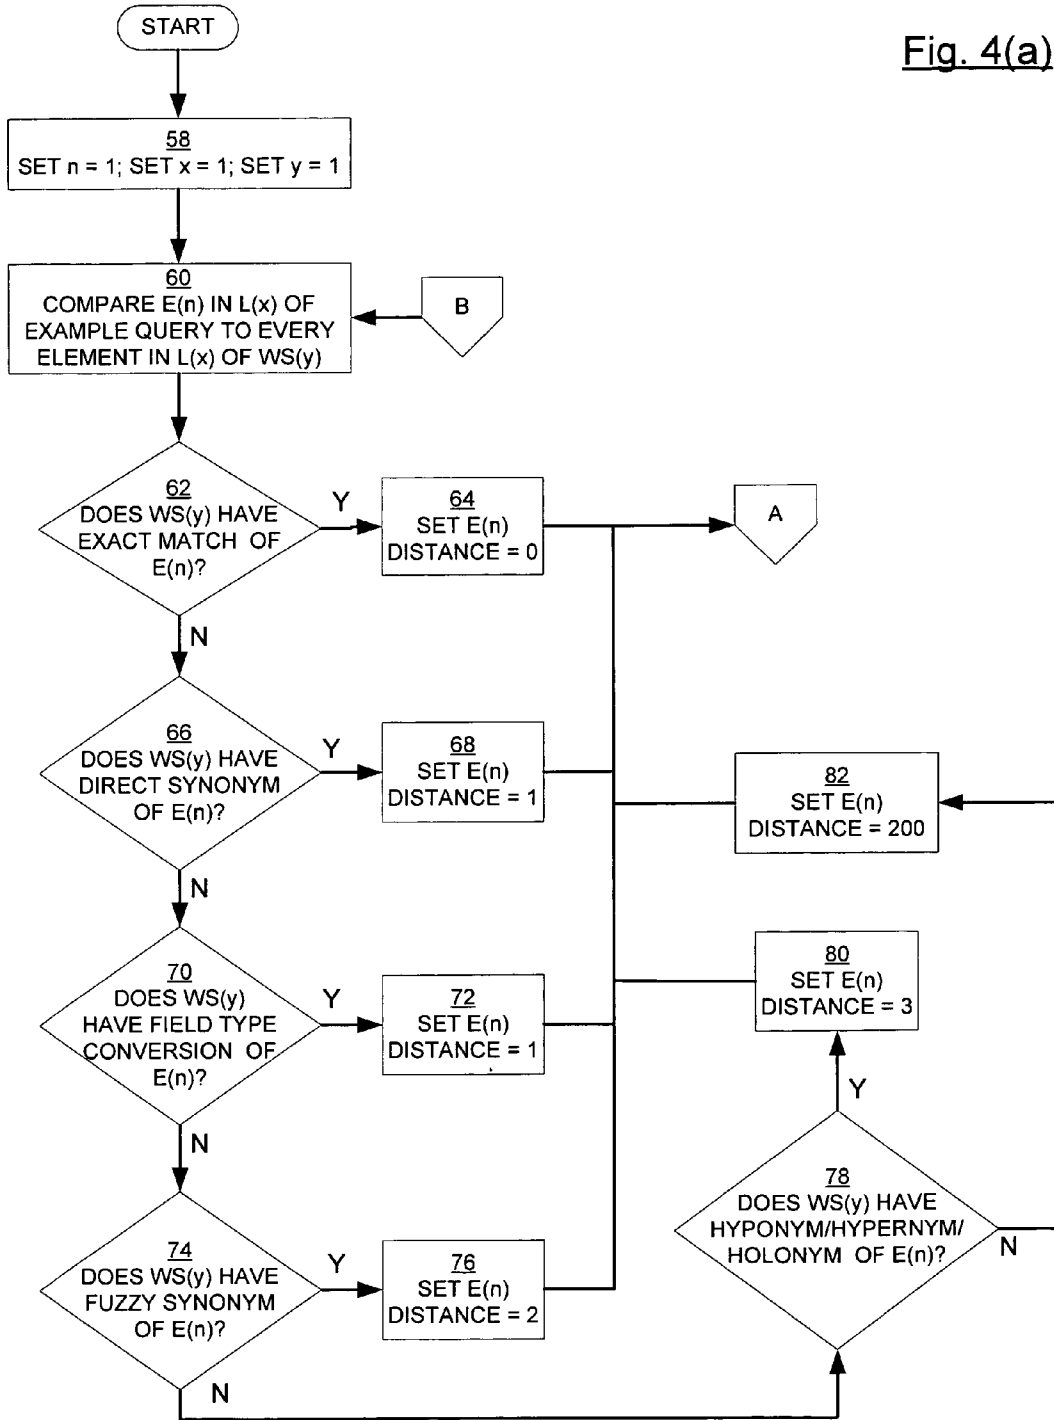 START
Fig. 4(a)
58
SET n = 1; SET x = 1; SET y = 1
60
COMPARE E(n) IN L(x) OF
EXAMPLE QUERY TO EVERY
ELEMENT IN L(x) OF WS(y)
B
62
DOES WS(y) HAVE
EXACT MATCH OF
E(n)?
Y
64
SET E(n)
DISTANCE = 0
A
N
66
DOES WS(y) HAVE
DIRECT SYNONYM
OF E(n)?
Y
68
SET E(n)
DISTANCE = 1
82
SET E(n)
DISTANCE = 200
N
70
DOES WS(y)
HAVE FIELD TYPE
CONVERSION OF
E(n)?
Y
72
SET E(n)
DISTANCE = 1
80
SET E(n)
DISTANCE = 3
Y
N
74
DOES WS(y) HAVE
FUZZY SYNONYM
OF E(n)?
Y
76
SET E(n)
DISTANCE = 2
78
DOES WS(y) HAVE
HYPONYM/HYPERNYM/
HOLONYM OF E(n)?
N
N